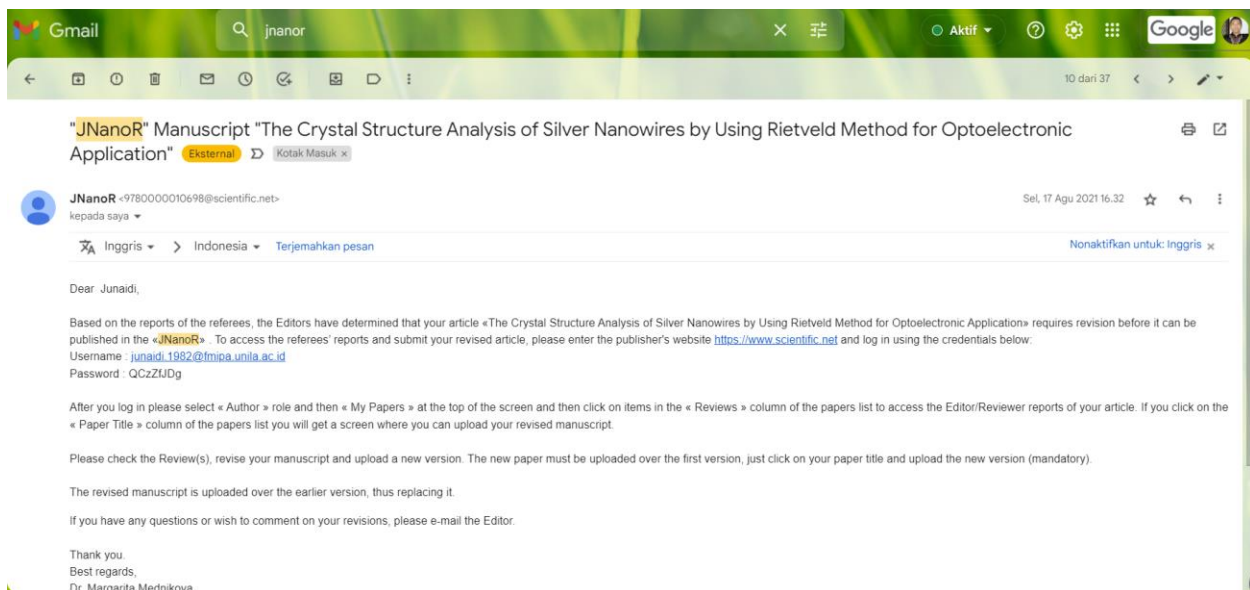 Gmail
jnanor
Aktif
Google
10 dari 37
"JNanoR" Manuscript "The Crystal Structure Analysis of Silver Nanowires by Using Rietveld Method for Optoelectronic
Application" Eksternal Kotak Masuk ×
JNanoR <9780000010698@scientific.net>
Sel, 17 Agu 2021 16.32
kepada saya
Inggris > Indonesia Terjemahkan pesan
Nonaktifkan untuk: Inggris ×
Dear Junaidi,
Based on the reports of the referees, the Editors have determined that your article «The Crystal Structure Analysis of Silver Nanowires by Using Rietveld Method for Optoelectronic Application» requires revision before it can be
published in the «JNanoR» . To access the referees' reports and submit your revised article, please enter the publisher's website https://www.scientific.net and log in using the credentials below:
Username : junaidi.1982@fmipa.unila.ac.id
Password : QCzZfJDg
After you log in please select « Author » role and then « My Papers » at the top of the screen and then click on items in the « Reviews » column of the papers list to access the Editor/Reviewer reports of your article. If you click on the
« Paper Title » column of the papers list you will get a screen where you can upload your revised manuscript.
Please check the Review(s), revise your manuscript and upload a new version. The new paper must be uploaded over the first version, just click on your paper title and upload the new version (mandatory).
The revised manuscript is uploaded over the earlier version, thus replacing it.
If you have any questions or wish to comment on your revisions, please e-mail the Editor.
Thank you.
Best regards,
Dr. Margarita Mednikova